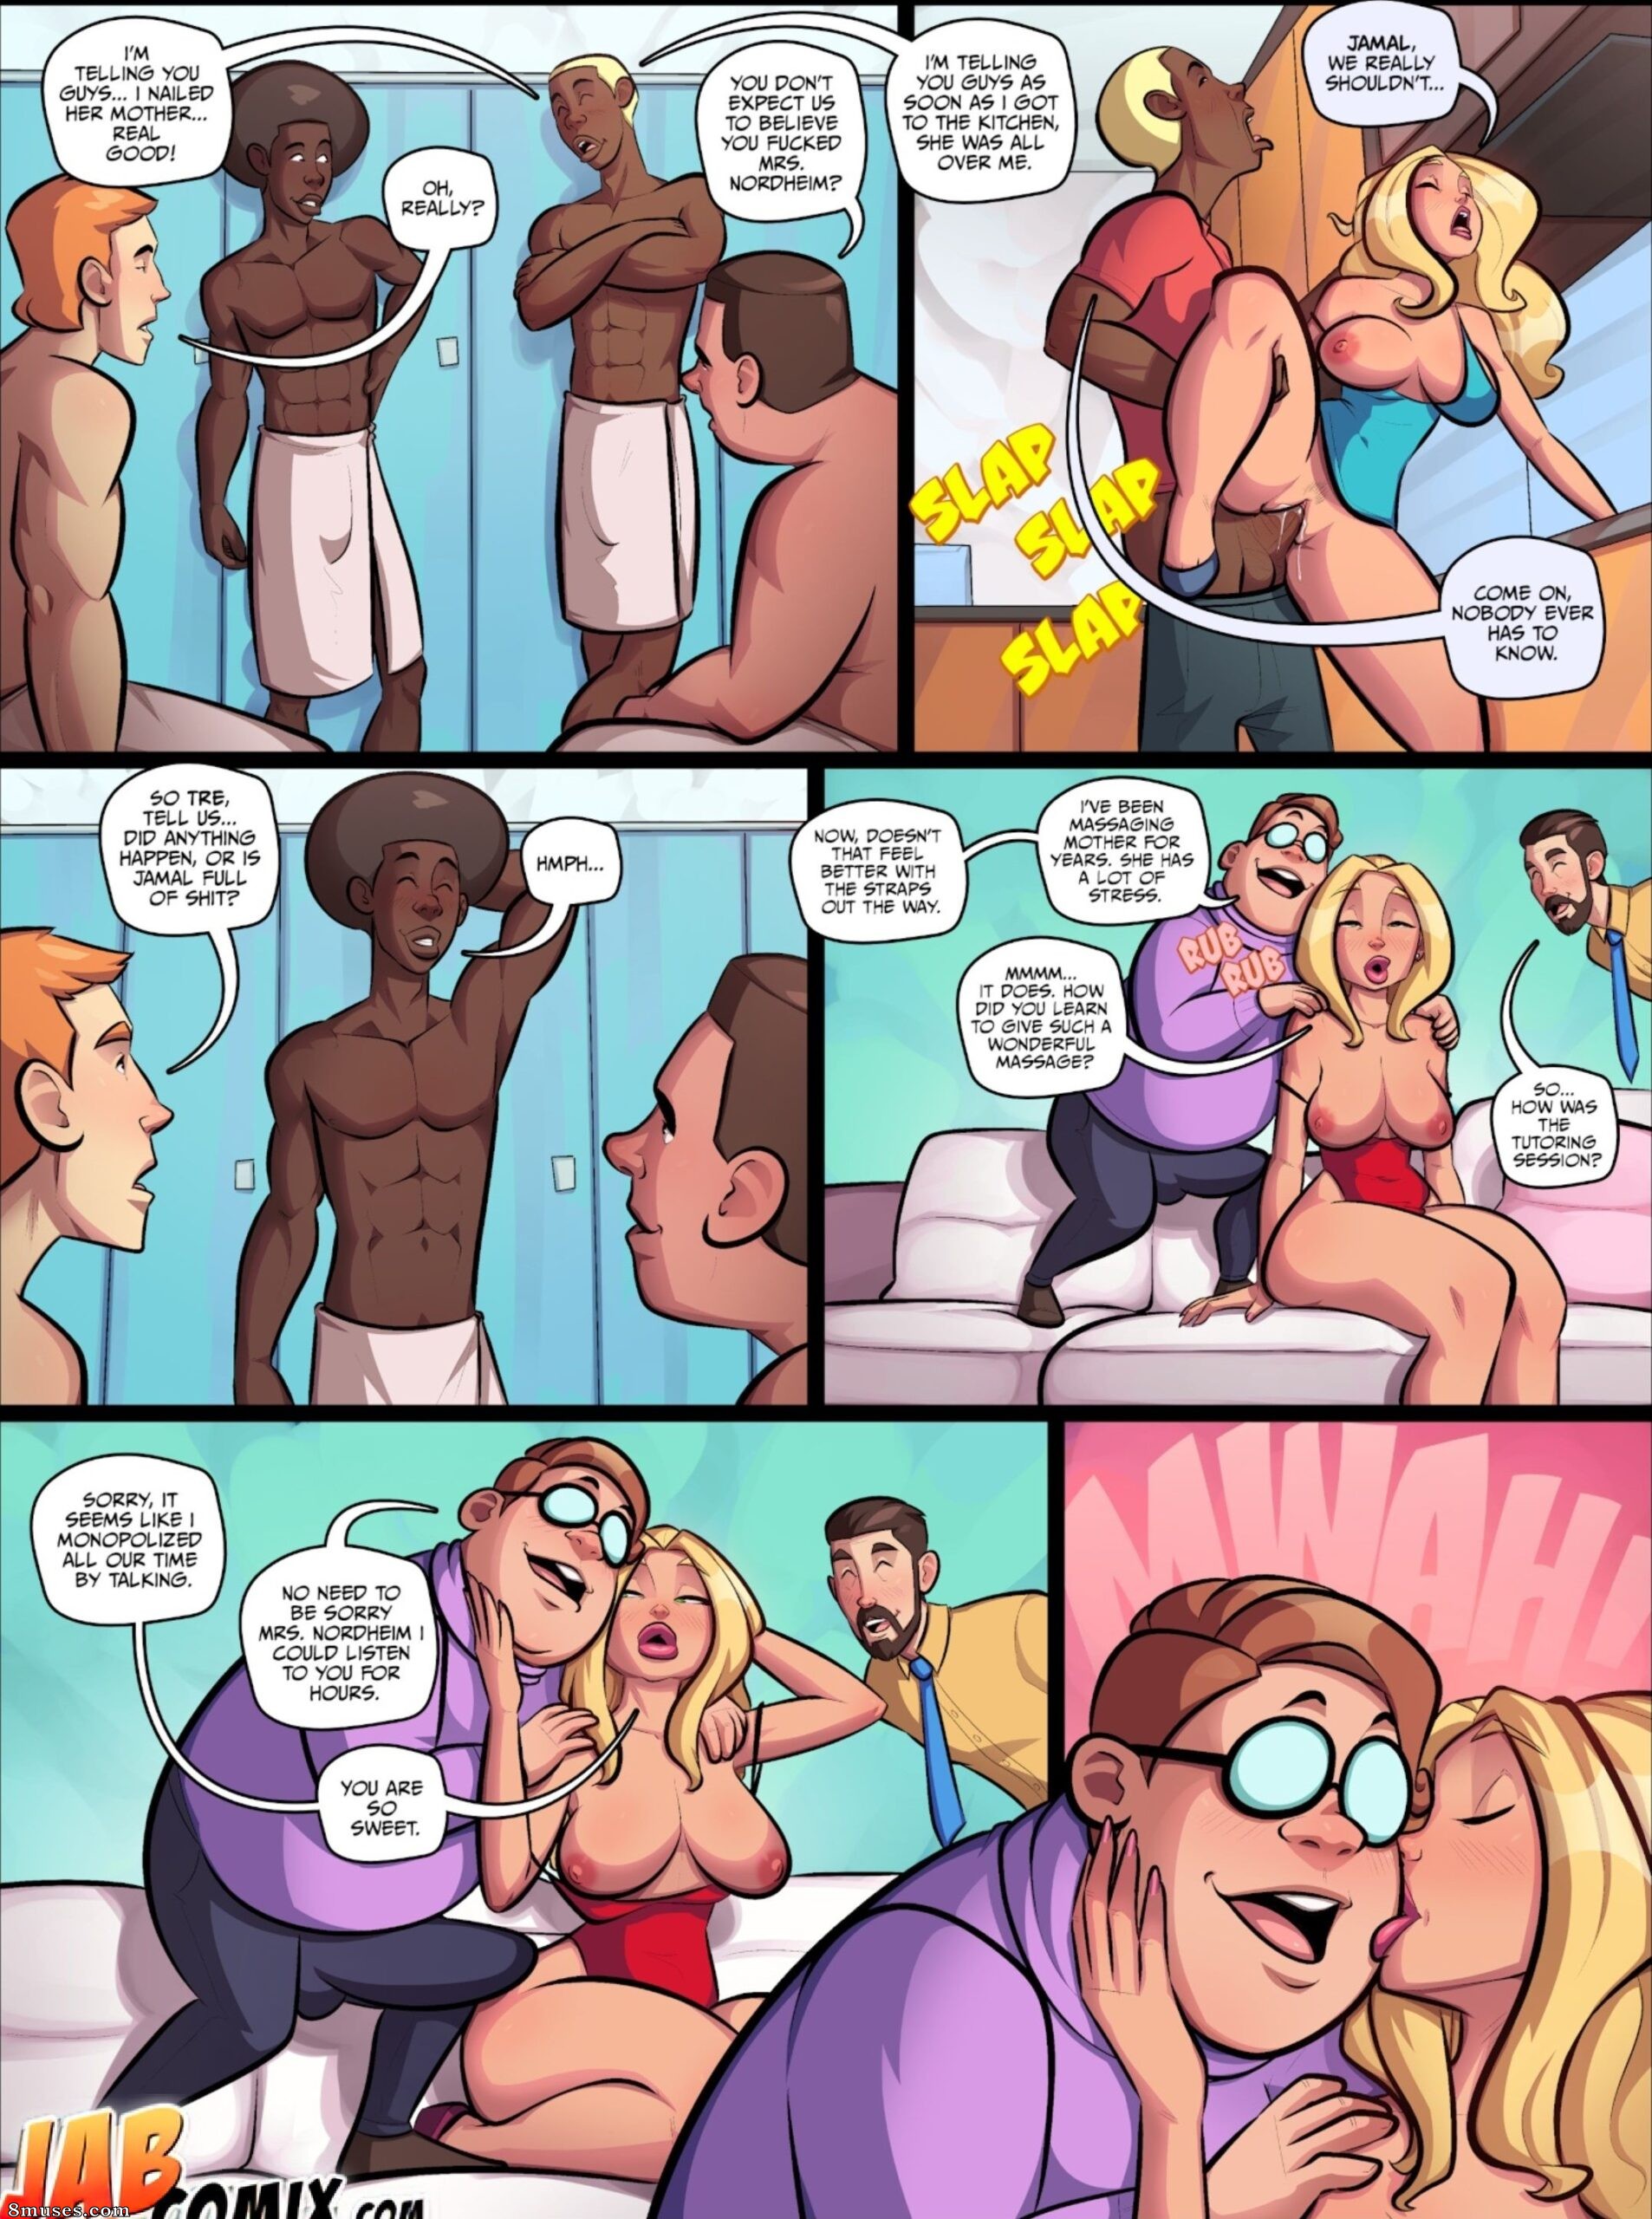 I'M
TELLING YOU
GUYS... I NAILED
HER MOTHER...
REAL
GOOD!
OH,
REALLY?
YOU DON'T
EXPECT US
TO BELIEVE
YOU FUCKED
MRS.
NORDHEIM?
I'M TELLING
YOU GUYS AS
SOON AS I GOT
TO THE KITCHEN,
SHE WAS ALL
OVER ME.
JAMAL,
WE REALLY
SHOULDN'T...
SLAP
SLAP
SLAP
COME ON,
NOBODY EVER
HAS TO
KNOW.
SO TRE,
TELL US...
DID ANYTHING
HAPPEN, OR IS
JAMAL FULL
OF SHIT?
HMPH...
NOW, DOESN'T
THAT FEEL
BETTER WITH
THE STRAPS
OUT THE WAY.
I'VE BEEN
MASSAGING
MOTHER FOR
YEARS. SHE HAS
A LOT OF
STRESS.
RUB
RUB
MMMM...
IT DOES. HOW
DID YOU LEARN
TO GIVE SUCH A
WONDERFUL
MASSAGE?
SO...
HOW WAS
THE
TUTORING
SESSION?
SORRY, IT
SEEMS LIKE I
MONOPOLIZED
ALL OUR TIME
BY TALKING.
NO NEED TO
BE SORRY
MRS. NORDHEIM I
COULD LISTEN
TO YOU FOR
HOURS.
YOU ARE
SO
SWEET.
MWAH!
JAB
COMIX.COM
8muses.com